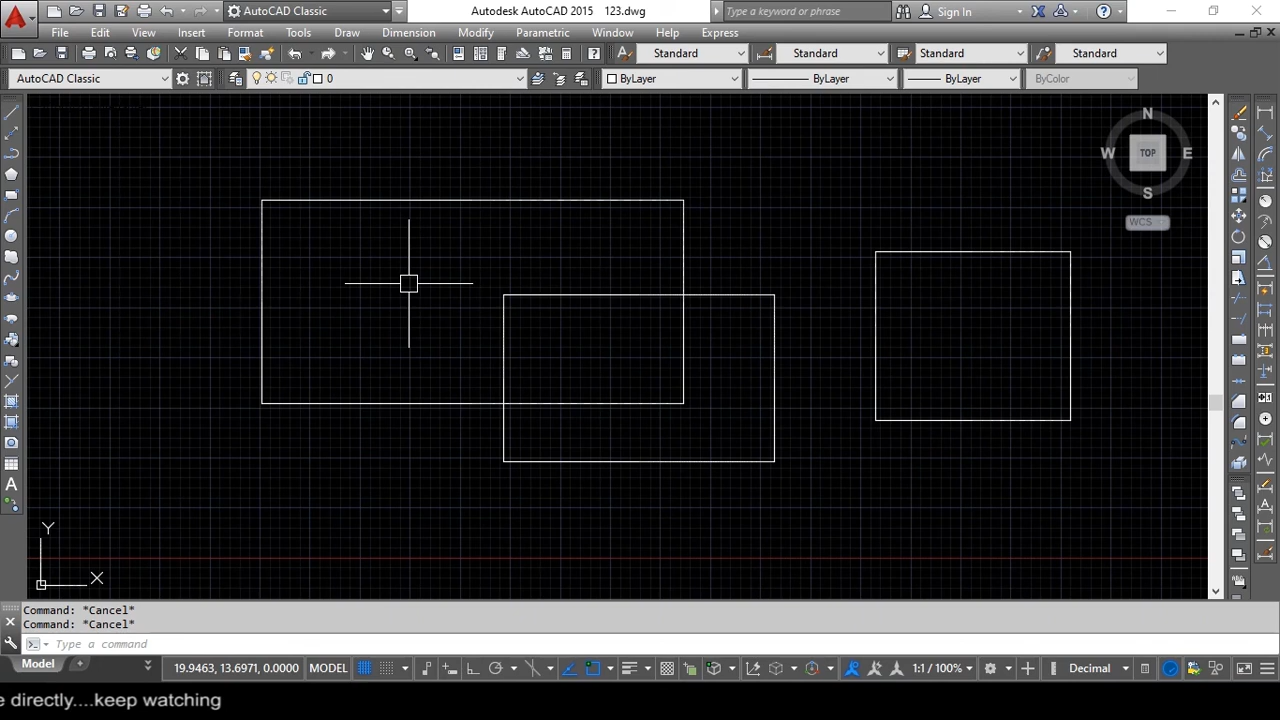 AutoCAD Classic Autodesk AutoCAD 2015 123.dwg Type a keyword or phrase Sign In
File Edit View Insert Format Tools Draw Dimension Modify Parametric Window Help Express
Standard Standard Standard Standard
AutoCAD Classic 0 ByLayer ByLayer ByLayer ByColor
N
W TOP E
S
WCS
Y
X
Command: *Cancel*
Command: *Cancel*
Type a command
Model + 19.9463, 13.6971, 0.0000 MODEL 1:1 / 100% Decimal
e directly....keep watching